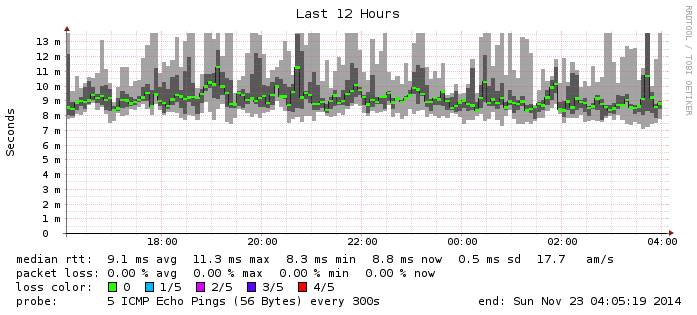 Last 12 Hours
RRDTOOL / TOBI OETIKER
Seconds
13 m
12 m
11 m
10 m
9 m
8 m
7 m
6 m
5 m
4 m
3 m
2 m
1 m
0
18:00 20:00 22:00 00:00 02:00 04:00
median rtt: 9.1 ms avg 11.3 ms max 8.3 ms min 8.8 ms now 0.5 ms sd 17.7 am/s
packet loss: 0.00 % avg 0.00 % max 0.00 % min 0.00 % now
loss color: 0 1/5 2/5 3/5 4/5
probe: 5 ICMP Echo Pings (56 Bytes) every 300s end: Sun Nov 23 04:05:19 2014